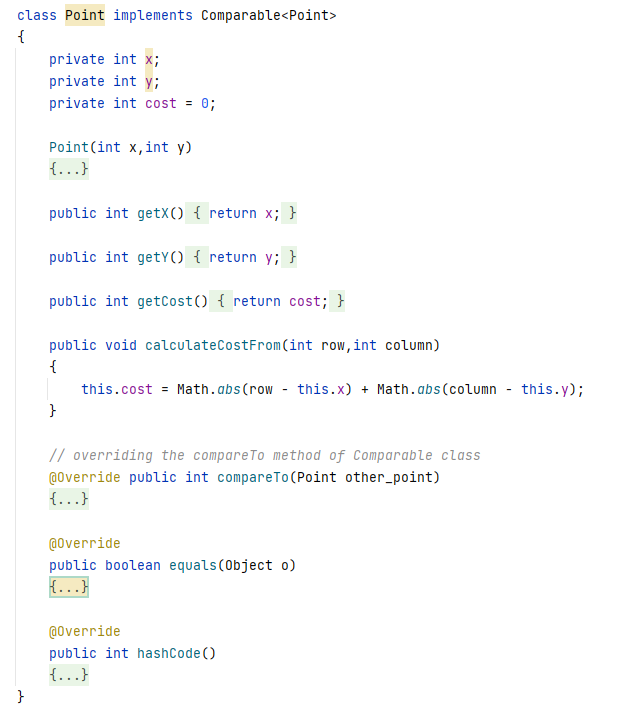 class Point implements Comparable<Point>
{
    private int x;
    private int y;
    private int cost = 0;

    Point(int x,int y)
    {...}

    public int getX() { return x; }

    public int getY() { return y; }

    public int getCost() { return cost; }

    public void calculateCostFrom(int row,int column)
    {
        this.cost = Math.abs(row - this.x) + Math.abs(column - this.y);
    }

    // overriding the compareTo method of Comparable class
    @Override public int compareTo(Point other_point)
    {...}

    @Override
    public boolean equals(Object o)
    {...}

    @Override
    public int hashCode()
    {...}
}